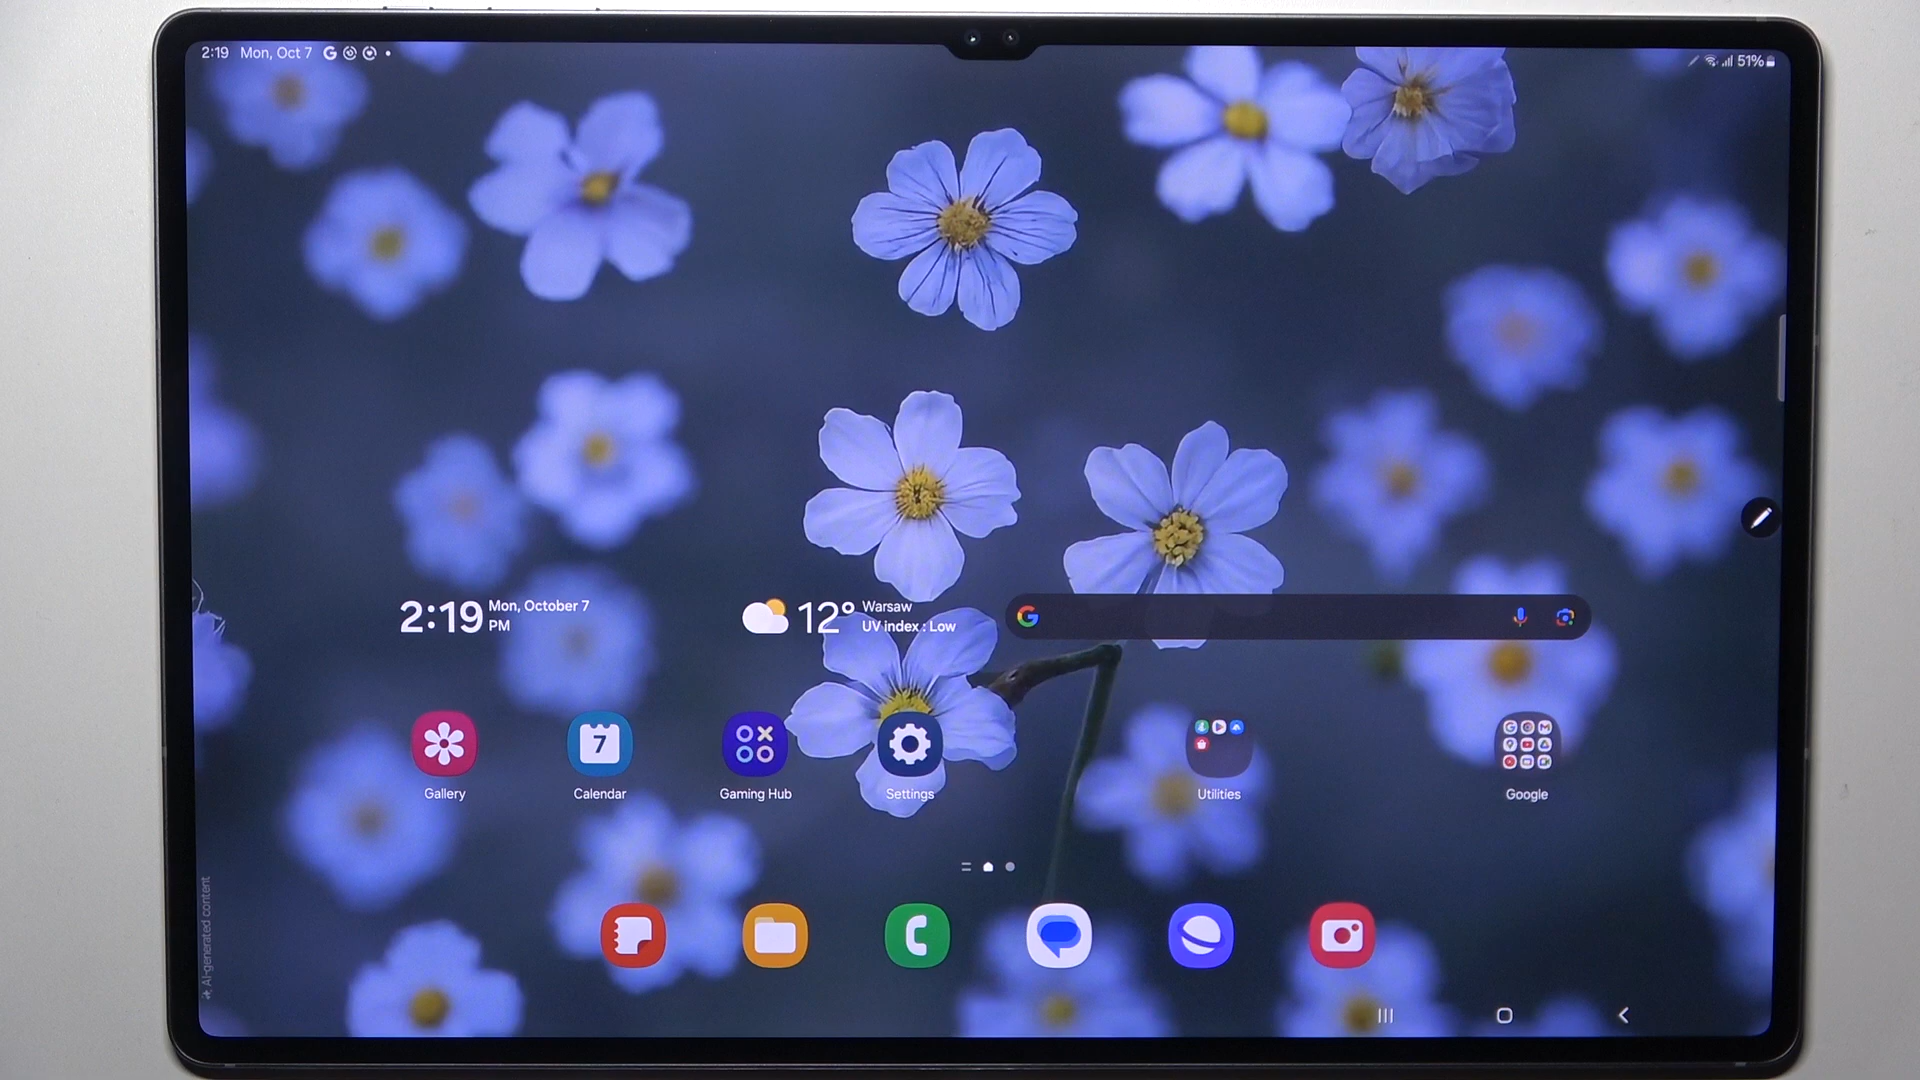 2:19 Mon, Oct 7
51%
2:19 Mon, October 7
PM
12° Warsaw
UV index : Low
Gallery
Calendar
7
Gaming Hub
Settings
Utilities
Google
AI-generated content